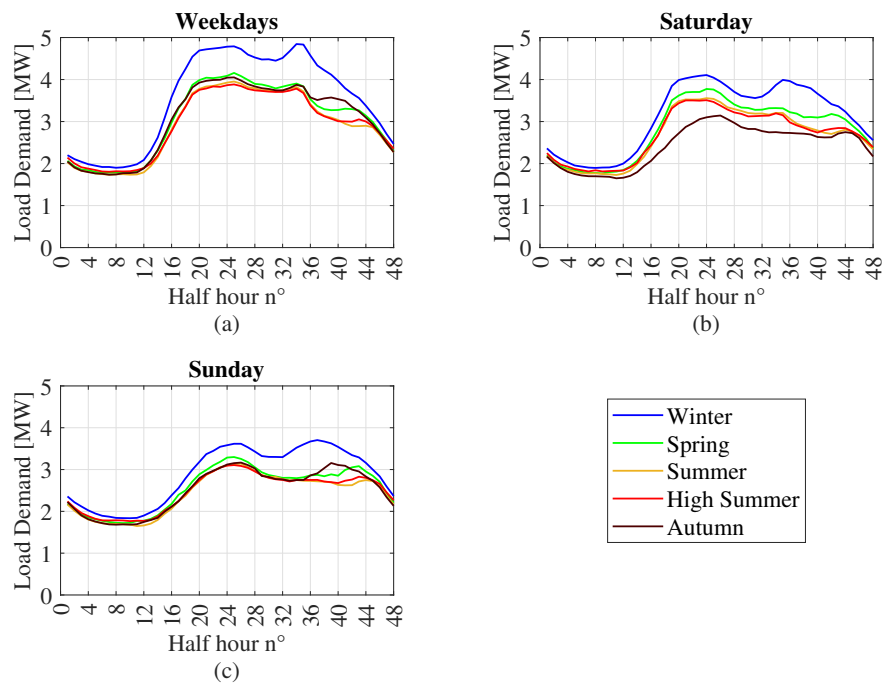 Weekdays
Load Demand [MW]
5
4
3
2
1
0
0 4 8 12 16 20 24 28 32 36 40 44 48
Half hour n°
(a)
Saturday
Load Demand [MW]
5
4
3
2
1
0
0 4 8 12 16 20 24 28 32 36 40 44 48
Half hour n°
(b)
Sunday
Load Demand [MW]
5
4
3
2
1
0
0 4 8 12 16 20 24 28 32 36 40 44 48
Half hour n°
(c)
Winter
Spring
Summer
High Summer
Autumn